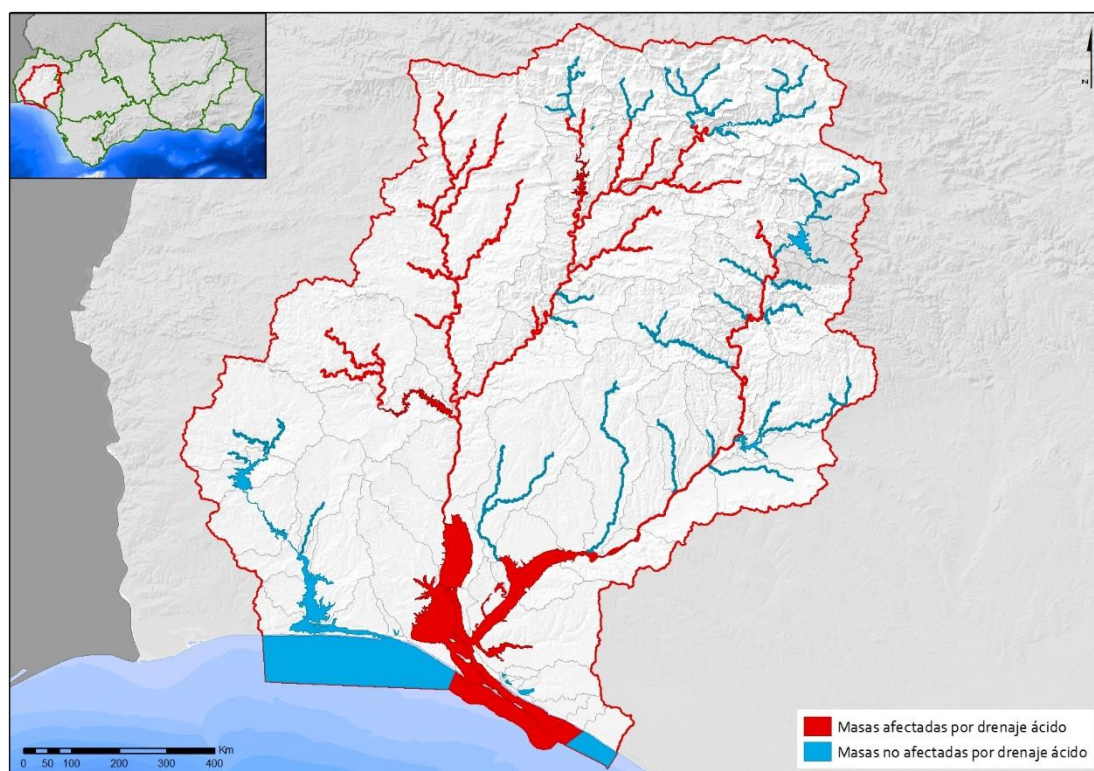 Z
Masas afectadas por drenaje ácido
Masas no afectadas por drenaje ácido
Km
0 50 100 200 300 400